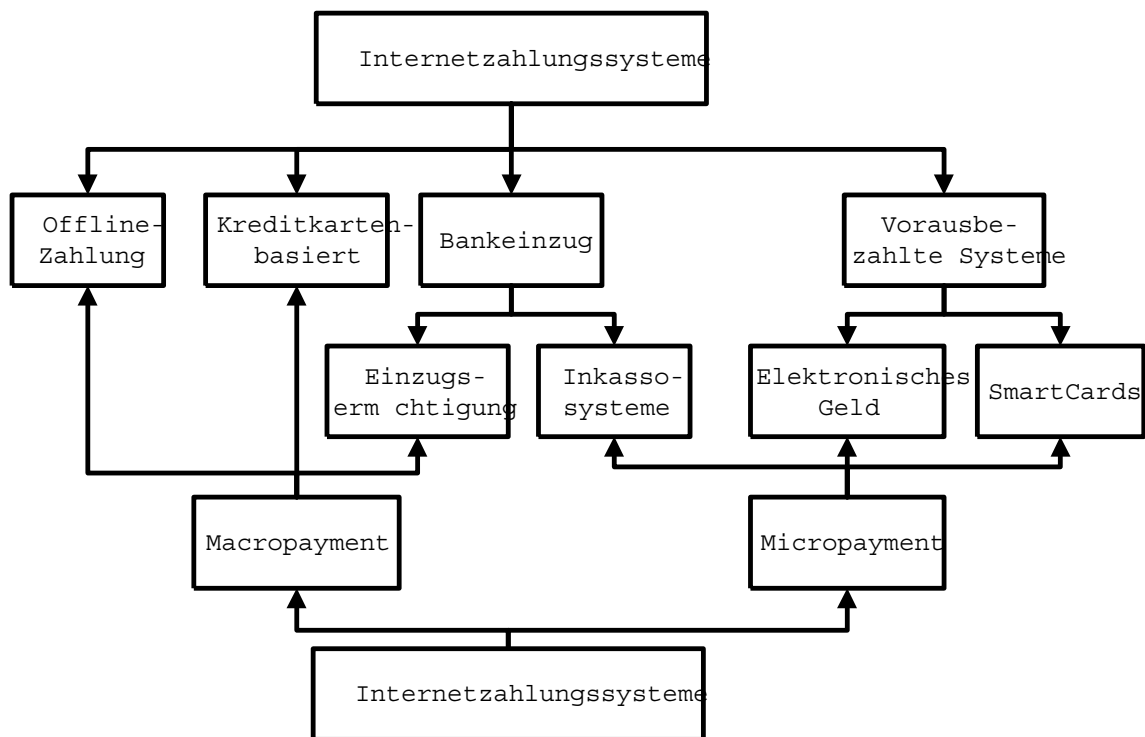 Internetzahlungssysteme
Offline-
Zahlung
Kreditkarten-
basiert
Bankeinzug
Vorausbe-
zahlte Systene
Einzugs-
erm chtigung
Inkasso-
systeme
Elektronisches
Geld
SmartCards
Macropayment
Micropayment
Internetzahlungssysteme